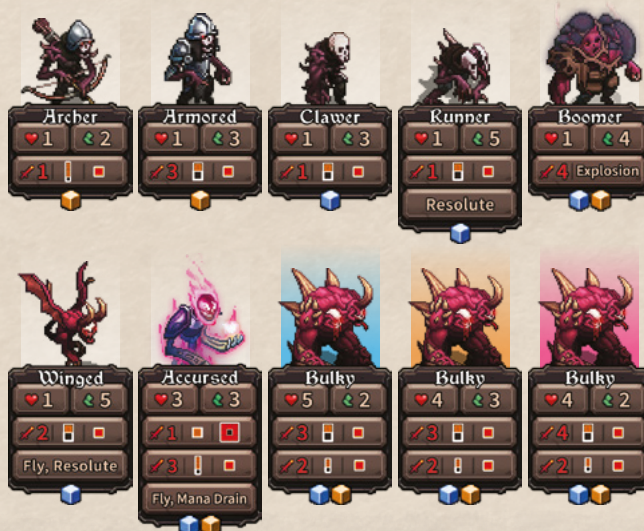 Archer
1 2
1
Armored
1 3
3
Clawer
1 3
1
Runner
1 5
1
Resolute
Boomer
1 4
4 Explosion
Winged
1 5
2
Fly, Resolute
Accursed
3 3
1
3
Fly, Mana Drain
Bulky
5 2
3
2
Bulky
4 3
3
2
Bulky
4 2
4
2